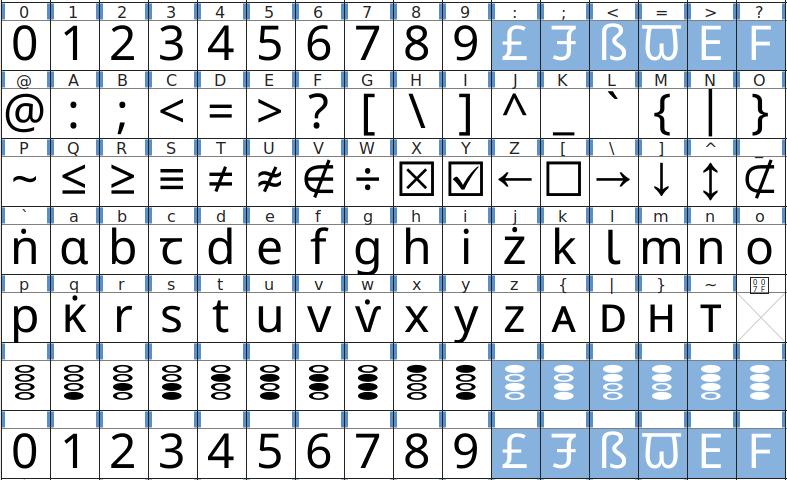 0 1 2 3 4 5 6 7 8 9 : ; < = > ?
0 1 2 3 4 5 6 7 8 9 £ ß ϖ E F
@ A B C D E F G H I J K L M N O
@ : ; < = > ? [ \ ] ^ _ ` { | }
P Q R S T U V W X Y Z [ \ ] ^ _
~ ≤ ≥ ≡ ≠ ≉ ∉ ÷ ☒ ☑ ← □ → ↓ ↕ ⊄
` a b c d e f g h i j k l m n o
ṅ ɑ b d e f g h i ż k l m n o
p q r s t u v w x y z { | } ~
p r s t u v v̇ x y z ᴀ ᴅ ʜ ᴛ
0 1 2 3 4 5 6 7 8 9 £ ß ϖ E F